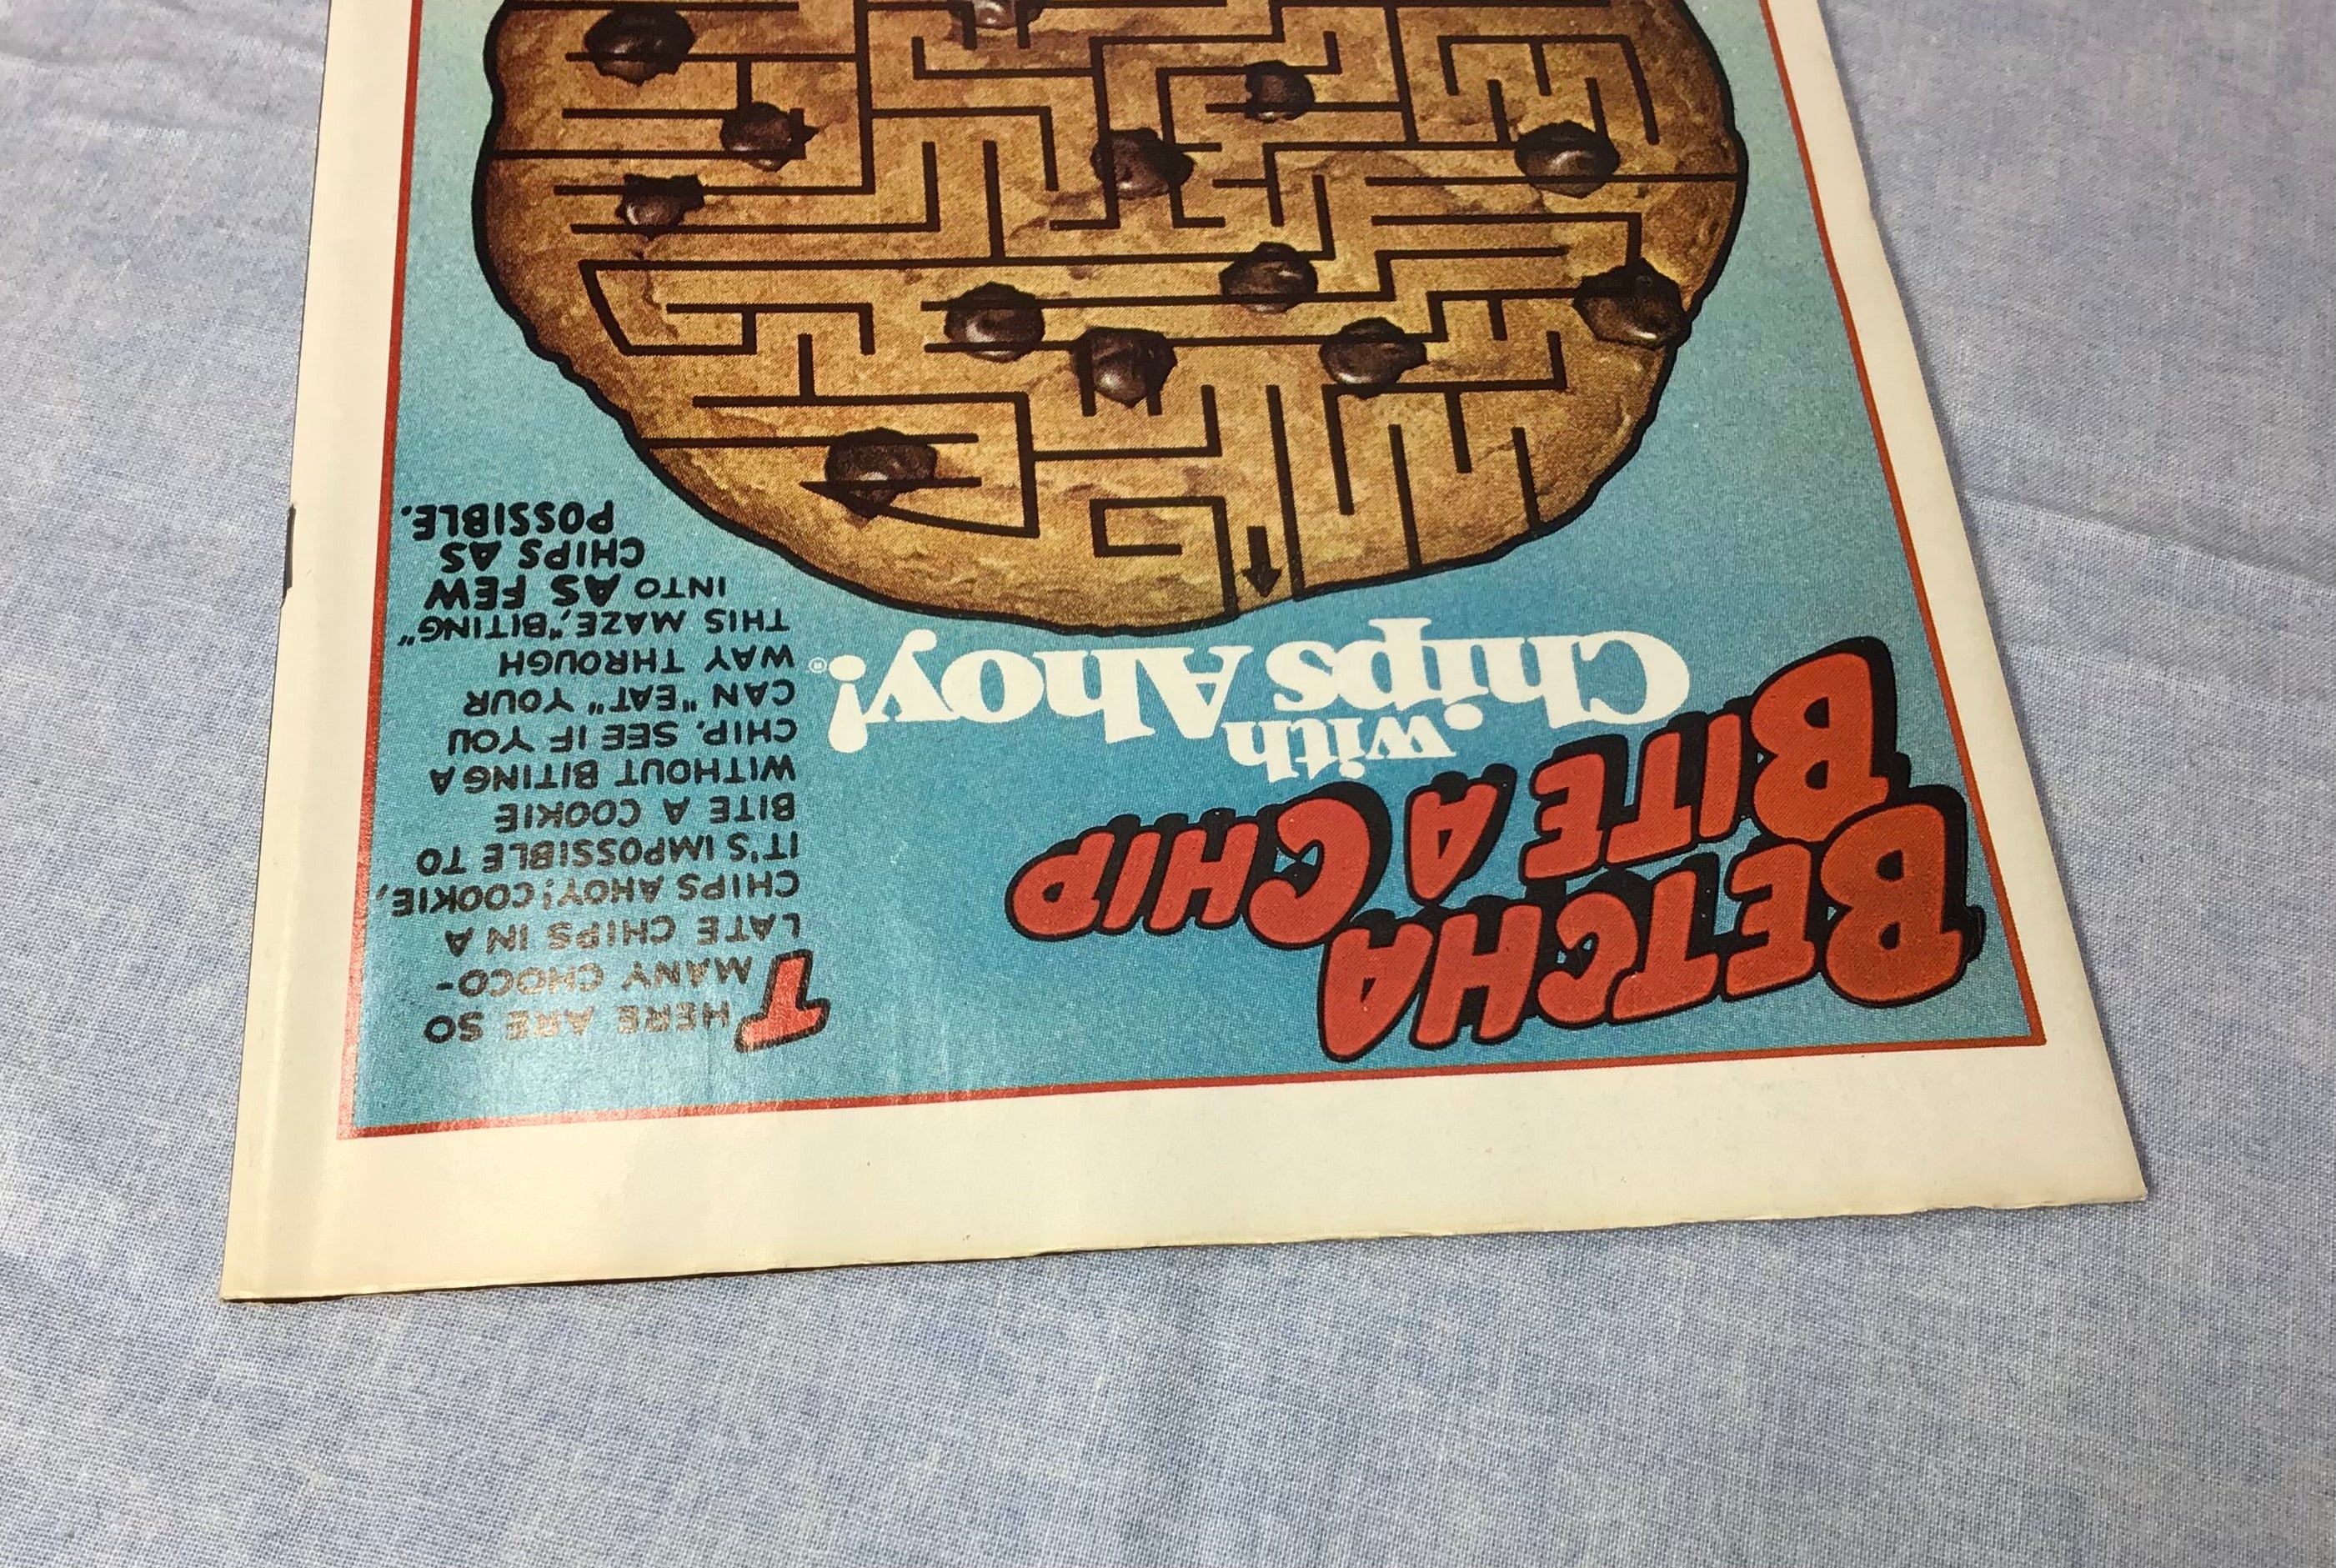 BETCHA
BITE A CHIP
with
Chips Ahoy!®
THERE ARE SO
MANY CHOCO-
LATE CHIPS IN A
CHIPS AHOY! COOKIE,
IT'S IMPOSSIBLE TO
BITE A COOKIE
WITHOUT BITING A
CHIP. SEE IF YOU
CAN "EAT" YOUR
WAY THROUGH
THIS MAZE, "BITING"
INTO AS FEW
CHIPS AS
POSSIBLE.